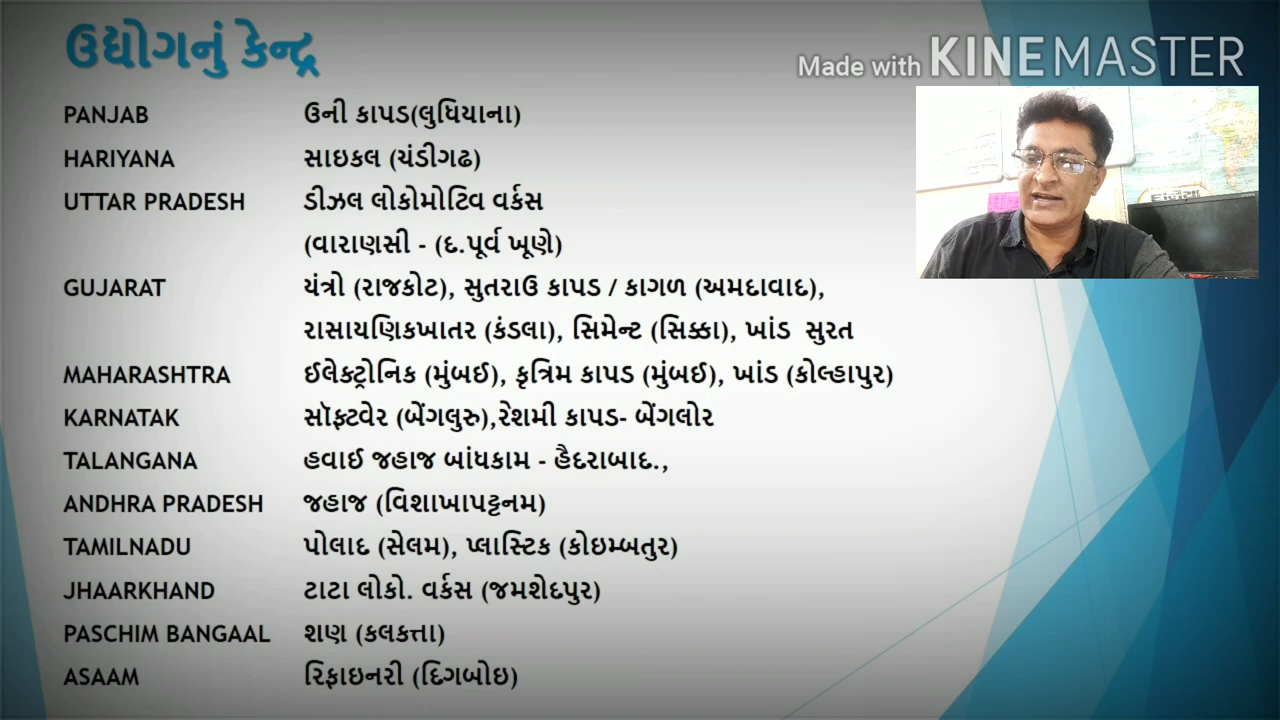 ઉદ્યોગનું કેન્દ્ર
Made with KINEMASTER
PANJAB ઉની કાપડ(લુધિયાના)
HARIYANA સાઇકલ (ચંડીગઢ)
UTTAR PRADESH ડીઝલ લોકોમોટિવ વર્કસ
(વારાણસી - (દ.પૂર્વ ખૂણે)
GUJARAT યંત્રો (રાજકોટ), સુતરાઉ કાપડ / કાગળ (અમદાવાદ),
રાસાયણિકખાતર (કંડલા), સિમેન્ટ (સિક્કા), ખાંડ સુરત
MAHARASHTRA ઈલેક્ટ્રોનિક (મુંબઈ), કૃત્રિમ કાપડ (મુંબઈ), ખાંડ (કોલ્હાપુર)
KARNATAK સૉફ્ટવેર (બેંગલુરુ),રેશમી કાપડ- બેંગલોર
TALANGANA હવાઈ જહાજ બાંધકામ - હૈદરાબાદ.,
ANDHRA PRADESH જહાજ (વિશાખાપટ્ટનમ)
TAMILNADU પોલાદ (સેલમ), પ્લાસ્ટિક (કોઇમ્બતુર)
JHAARKHAND ટાટા લોકો. વર્કસ (જમશેદપુર)
PASCHIM BANGAAL શણ (કલકત્તા)
ASAAM રિફાઇનરી (દિગબોઇ)